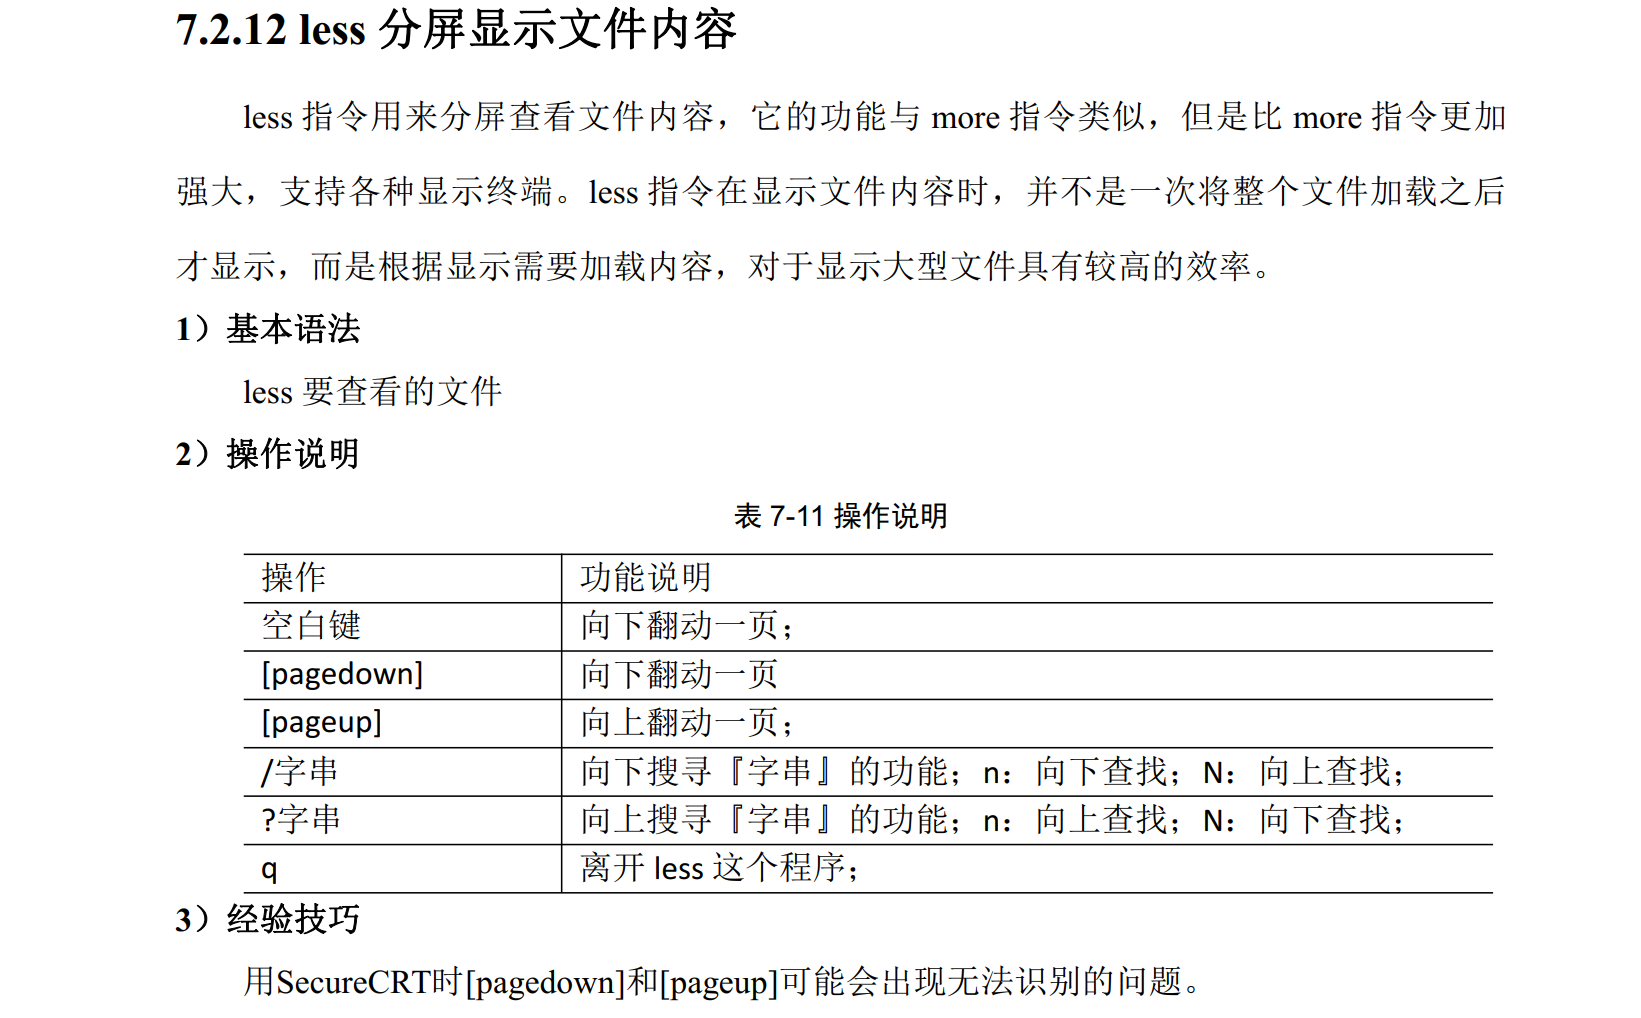 7.2.12 less 分屏显示文件内容
less 指令用来分屏查看文件内容，它的功能与 more 指令类似，但是比 more 指令更加
强大，支持各种显示终端。less 指令在显示文件内容时，并不是一次将整个文件加载之后
才显示，而是根据显示需要加载内容，对于显示大型文件具有较高的效率。
1）基本语法
less 要查看的文件
2）操作说明
表 7-11 操作说明
操作 功能说明
空白键 向下翻动一页；
[pagedown] 向下翻动一页
[pageup] 向上翻动一页；
/字串 向下搜寻『字串』的功能；n：向下查找；N：向上查找；
?字串 向上搜寻『字串』的功能；n：向上查找；N：向下查找；
q 离开 less 这个程序；
3）经验技巧
用SecureCRT时[pagedown]和[pageup]可能会出现无法识别的问题。